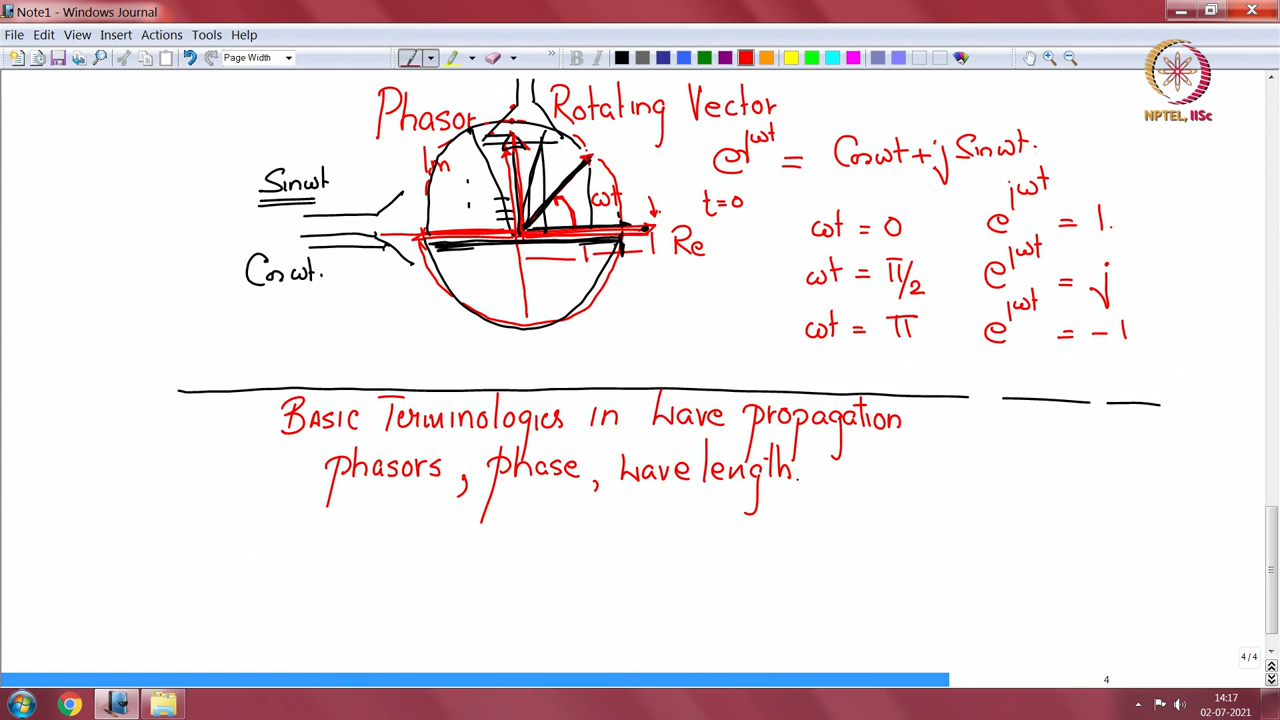 Note1 - Windows Journal
File Edit View Insert Actions Tools Help
Page Width
NPTEL, IISc
Phasor Rotating Vector
Im
e^jωt = Cosωt + j Sinωt.
Sinωt
ωt
t=0
ωt = 0 e^jωt = 1.
Re
1
Cosωt.
ωt = π/2 e^jωt = j
ωt = π e^jωt = -1
Basic Terminologies in Wave propagation
phasors, phase, wavelength.
4/4
4
14:17
02-07-2021